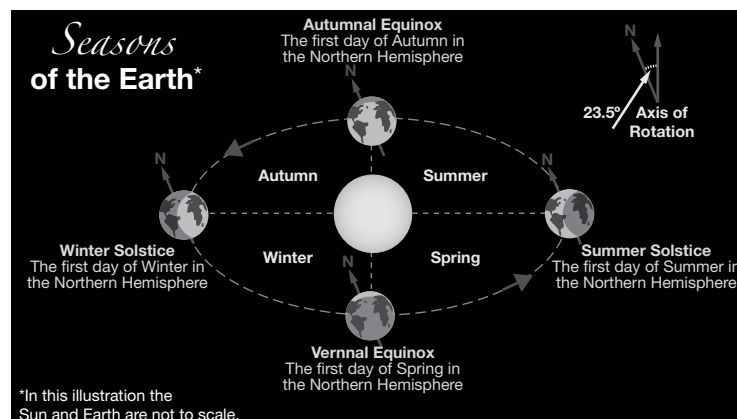 Seasons
of the Earth*
Autumnal Equinox
The first day of Autumn in
the Northern Hemisphere
N
N
23.5º
Axis of
Rotation
N
N
Autumn
Summer
Winter Solstice
The first day of Winter in
the Northern Hemisphere
Winter
Spring
Summer Solstice
The first day of Summer in
the Northern Hemisphere
N
Vernnal Equinox
The first day of Spring in
the Northern Hemisphere
*In this illustration the
Sun and Earth are not to scale.